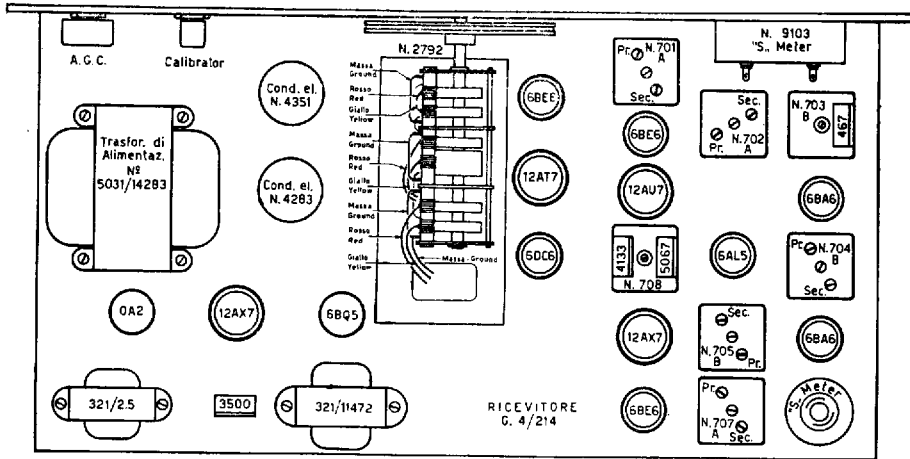 A.G.C.
Calibrator
N. 2792
N. 9103
"S„ Meter
Pr.
N.701
A
Sec.
Sec.
Pr.
N.702
A
N.703
B
467
Cond. el.
N. 4351
Cond. el.
N. 4283
Trasfor. di
Alimentaz.
Nº
5031/14283
Massa
Ground
Rosso
Red
Giallo
Yellow
Massa
Ground
Rosso
Red
Giallo
Yellow
Massa
Ground
Rosso
Red
Giallo
Yellow
Massa-Ground
6BE6
6BE6
12AT7
12AU7
6BA6
6DC6
4133
5067
N. 708
6AL5
Pr.
N.704
B
Sec.
0A2
12AX7
6BQ5
12AX7
Sec.
N.705
B
Pr.
6BA6
321/2.5
3500
321/11472
RICEVITORE
G. 4/214
6BE6
Pr.
N.707
A
Sec.
"S„ Meter